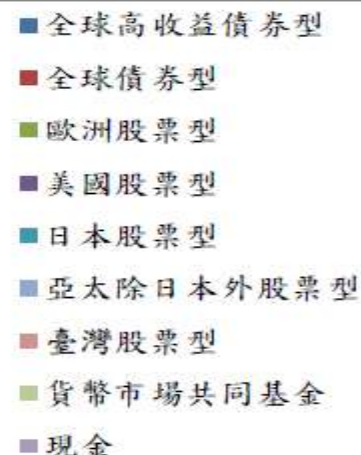 全球高收益債券型
全球債券型
歐洲股票型
美國股票型
日本股票型
亞太除日本外股票型
臺灣股票型
貨幣市場共同基金
現金